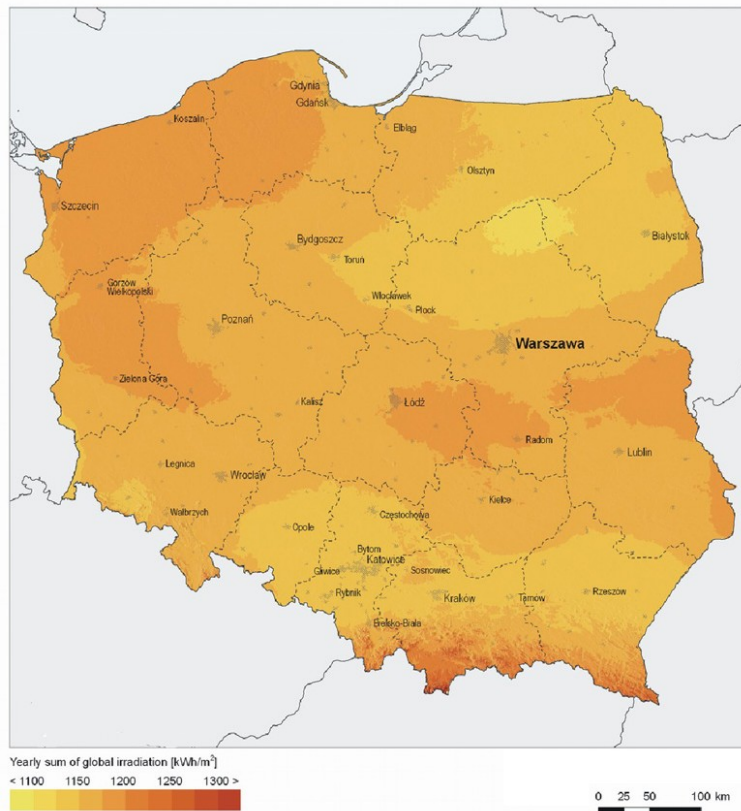 Gdynia
Gdańsk
Koszalin
Elbląg
Olsztyn
Szczecin
Białystok
Bydgoszcz
Toruń
Gorzów
Wielkopolski
Włocławek
Płock
Poznań
Warszawa
Zielona Góra
Kalisz
Łódź
Radom
Lublin
Legnica
Wrocław
Kielce
Wałbrzych
Częstochowa
Opole
Bytom
Katowice
Gliwice
Sosnowiec
Rybnik
Kraków
Tarnów
Rzeszów
Bielsko-Biała
Yearly sum of global irradiation [kWh/m²]
< 1100 1150 1200 1250 1300 >
0 25 50 100 km